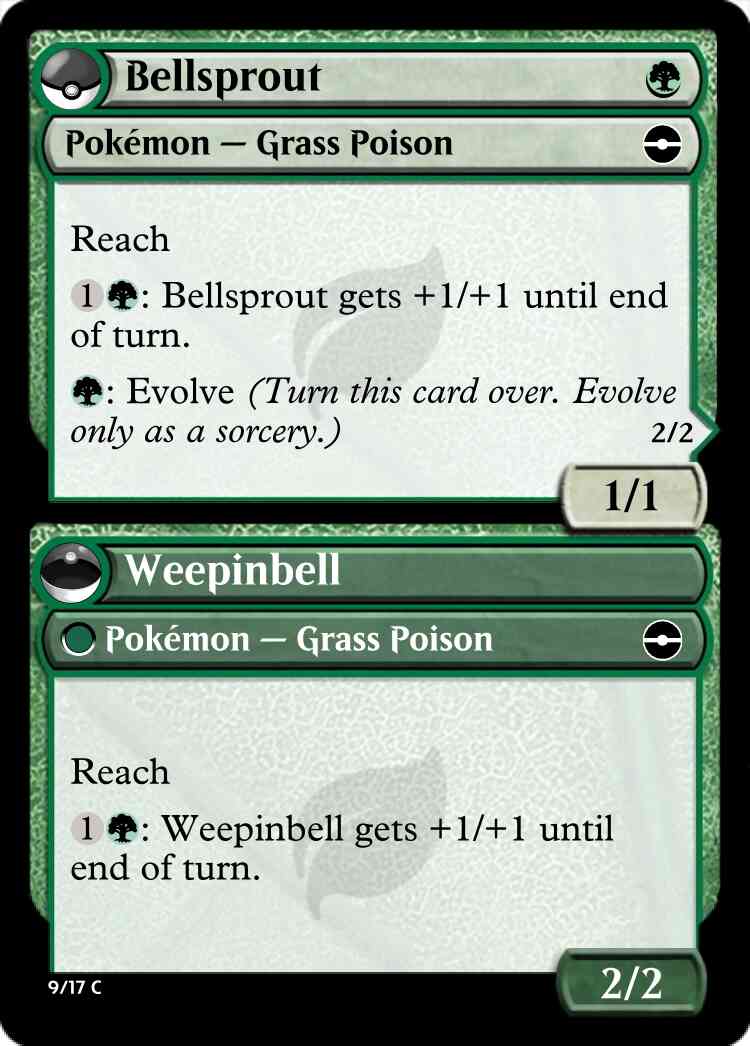 Bellsprout
Pokémon — Grass Poison
Reach
1: Bellsprout gets +1/+1 until end
of turn.
: Evolve (Turn this card over. Evolve
only as a sorcery.)
2/2
1/1
Weepinbell
Pokémon — Grass Poison
Reach
1: Weepinbell gets +1/+1 until
end of turn.
9/17 C
2/2